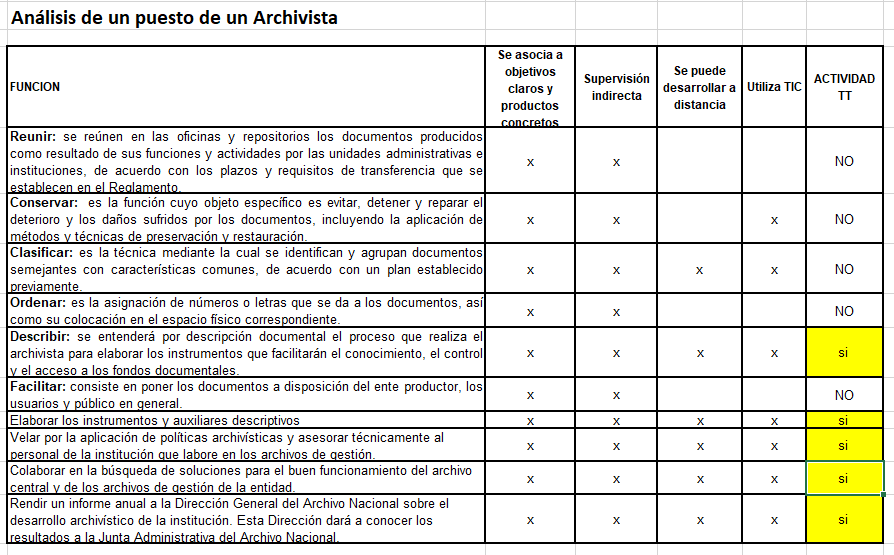 Análisis de un puesto de un Archivista
FUNCION
Se asocia a
objetivos
claros y
productos
concretos
Supervisión
indirecta
Se puede
desarrollar a
distancia
Utiliza TIC
ACTIVIDAD
TT
Reunir: se reúnen en las oficinas y repositorios los documentos producidos
como resultado de sus funciones y actividades por las unidades administrativas e
instituciones, de acuerdo con los plazos y requisitos de transferencia que se
establecen en el Reglamento.
x x NO
Conservar: es la función cuyo objeto específico es evitar, detener y reparar el
deterioro y los daños sufridos por los documentos, incluyendo la aplicación de
métodos y técnicas de preservación y restauración.
x x x NO
Clasificar: es la técnica mediante la cual se identifican y agrupan documentos
semejantes con características comunes, de acuerdo con un plan establecido
previamente.
x x x x NO
Ordenar: es la asignación de números o letras que se da a los documentos, así
como su colocación en el espacio físico correspondiente.
x x NO
Describir: se entenderá por descripción documental el proceso que realiza el
archivista para elaborar los instrumentos que facilitarán el conocimiento, el control
y el acceso a los fondos documentales.
x x x x si
Facilitar: consiste en poner los documentos a disposición del ente productor, los
usuarios y público en general.
x x NO
Elaborar los instrumentos y auxiliares descriptivos
x x x x si
Velar por la aplicación de políticas archivísticas y asesorar técnicamente al
personal de la institución que labore en los archivos de gestión.
x x x x si
Colaborar en la búsqueda de soluciones para el buen funcionamiento del archivo
central y de los archivos de gestión de la entidad.
x x x x si
Rendir un informe anual a la Dirección General del Archivo Nacional sobre el
desarrollo archivístico de la institución. Esta Dirección dará a conocer los
resultados a la Junta Administrativa del Archivo Nacional.
x x x x si